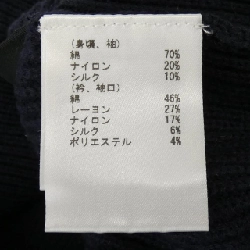 (身頃、袖)
綿 70%
ナイロン 20%
シルク 10%
(衿、袖口)
綿 46%
レーヨン 27%
ナイロン 17%
シルク 6%
ポリエステル 4%